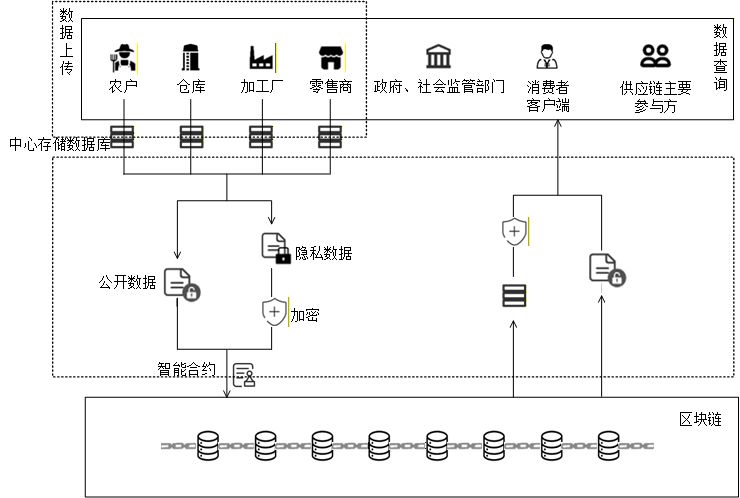 数据上传
数据查询
农户
仓库
加工厂
零售商
政府、社会监管部门
消费者
客户端
供应链主要
参与方
中心存储数据库
隐私数据
公开数据
加密
智能合约
区块链